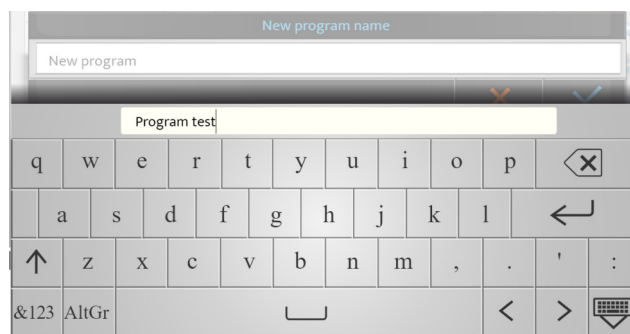 New program name
New program
Program test
q w e r t y u i o p
a s d f g h j k l
z x c v b n m , . ' :
&123 AltGr < >